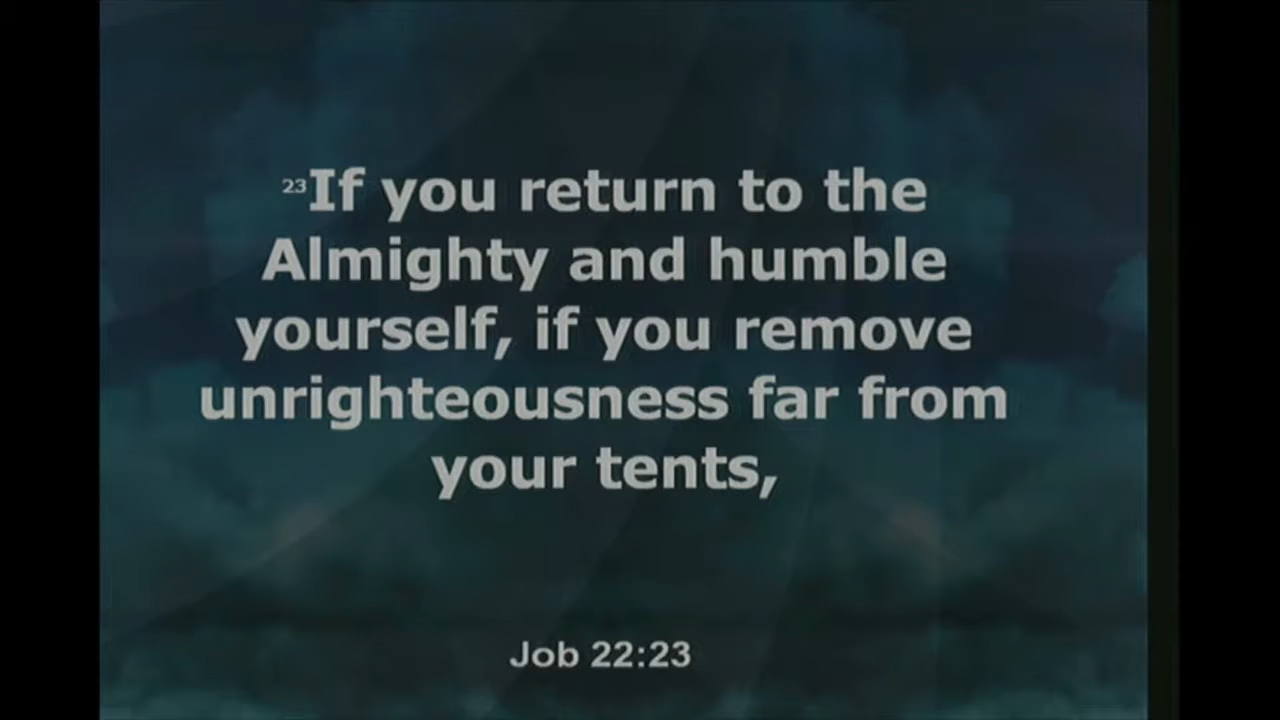 23If you return to the
Almighty and humble
yourself, if you remove
unrighteousness far from
your tents,
Job 22:23